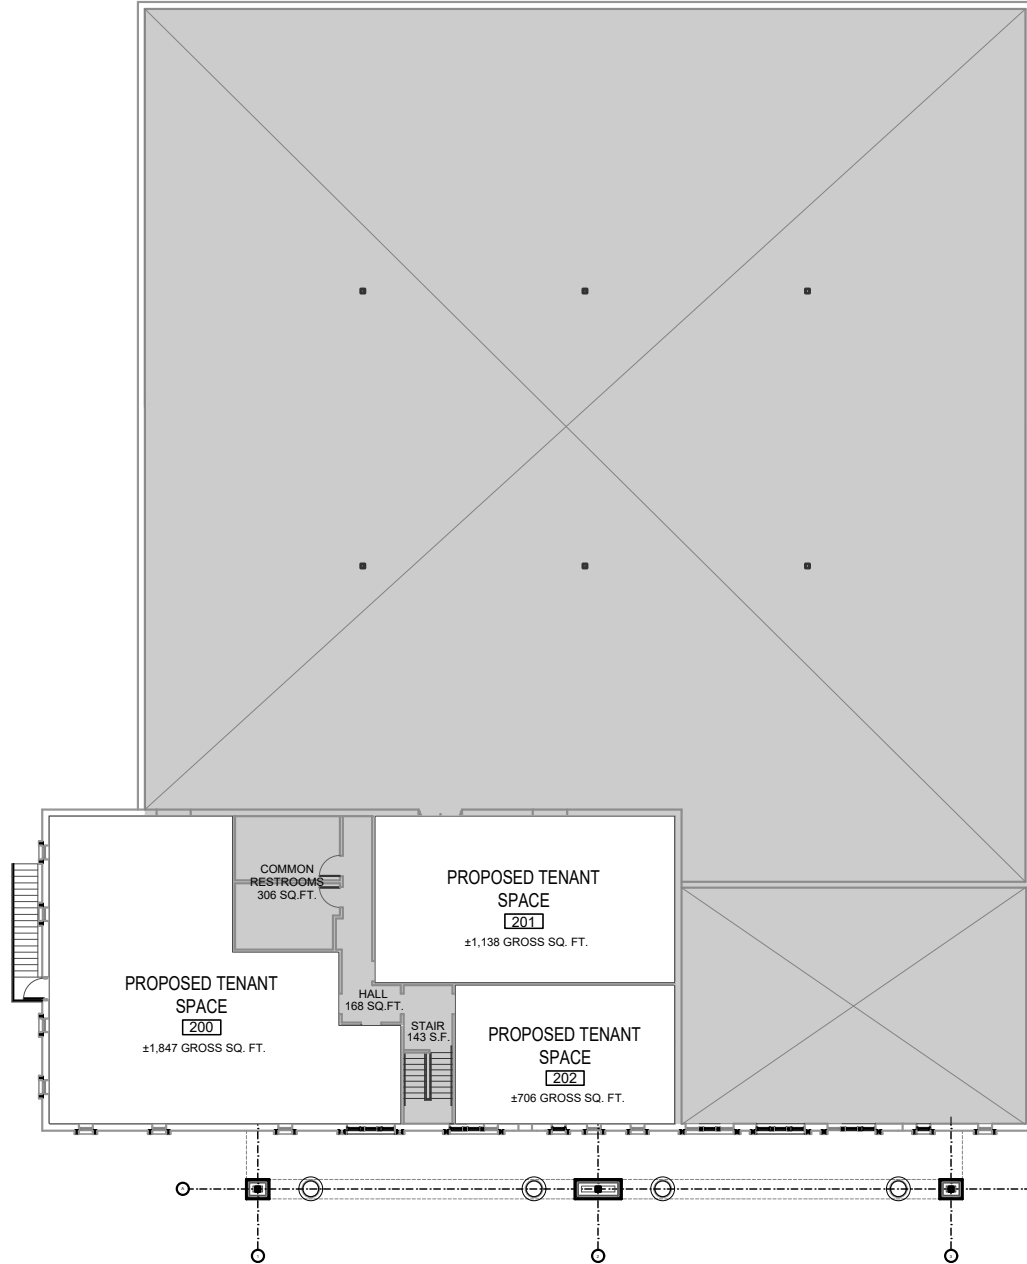 COMMON
RESTROOMS
306 SQ.FT.
PROPOSED TENANT
SPACE
201
±1,138 GROSS SQ. FT.
PROPOSED TENANT
SPACE
200
±1,847 GROSS SQ. FT.
HALL
168 SQ.FT.
STAIR
143 S.F.
PROPOSED TENANT
SPACE
202
±706 GROSS SQ. FT.